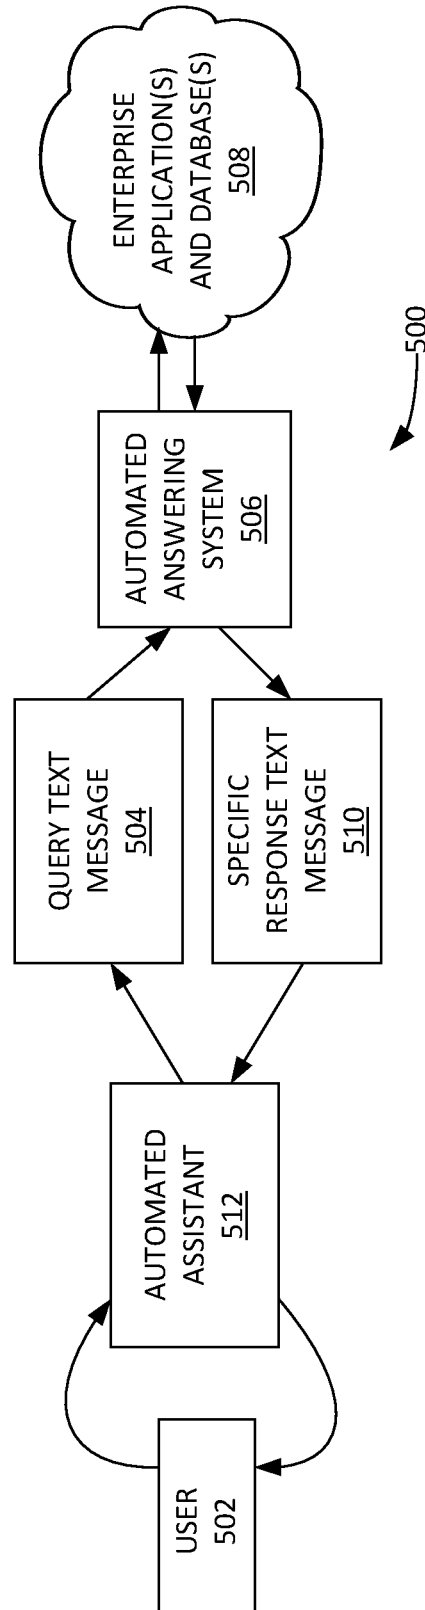 USER
502
AUTOMATED
ASSISTANT
512
QUERY TEXT
MESSAGE
504
SPECIFIC
RESPONSE TEXT
MESSAGE
510
AUTOMATED
ANSWERING
SYSTEM
506
ENTERPRISE
APPLICATION(S)
AND DATABASE(S)
508
500